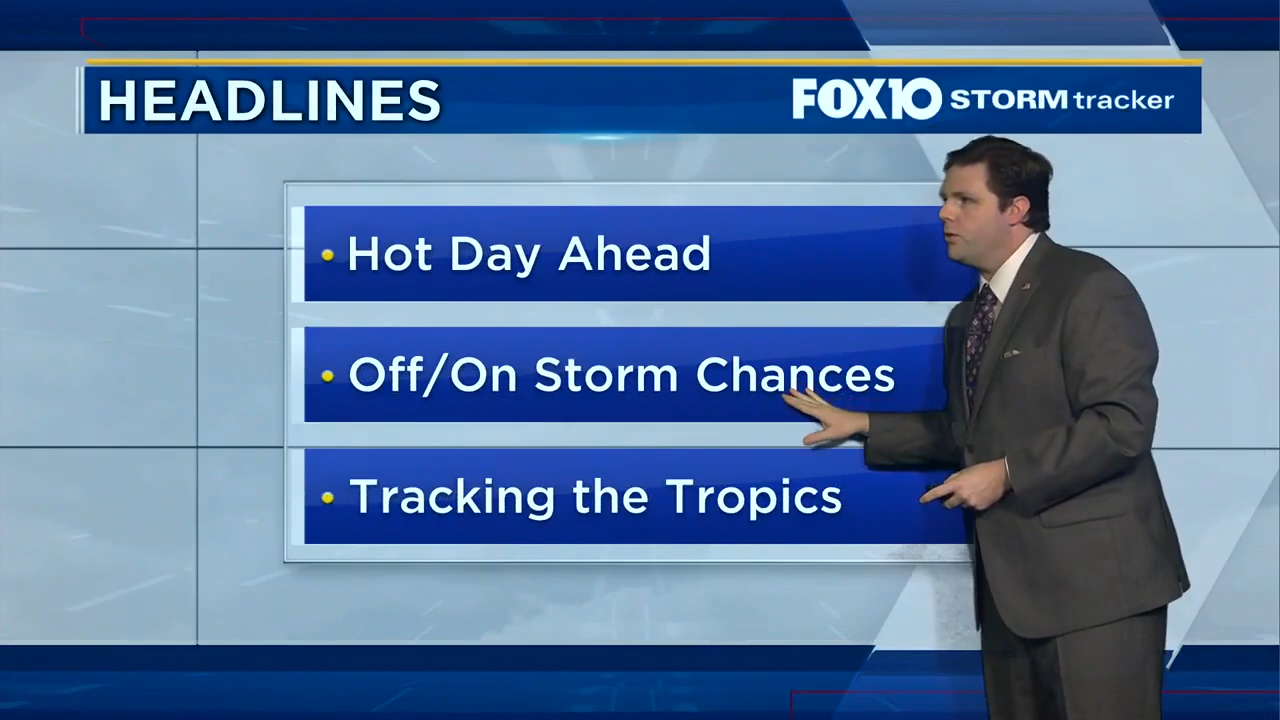 HEADLINES
FOX10 STORM tracker
Hot Day Ahead
Off/On Storm Chances
Tracking the Tropics